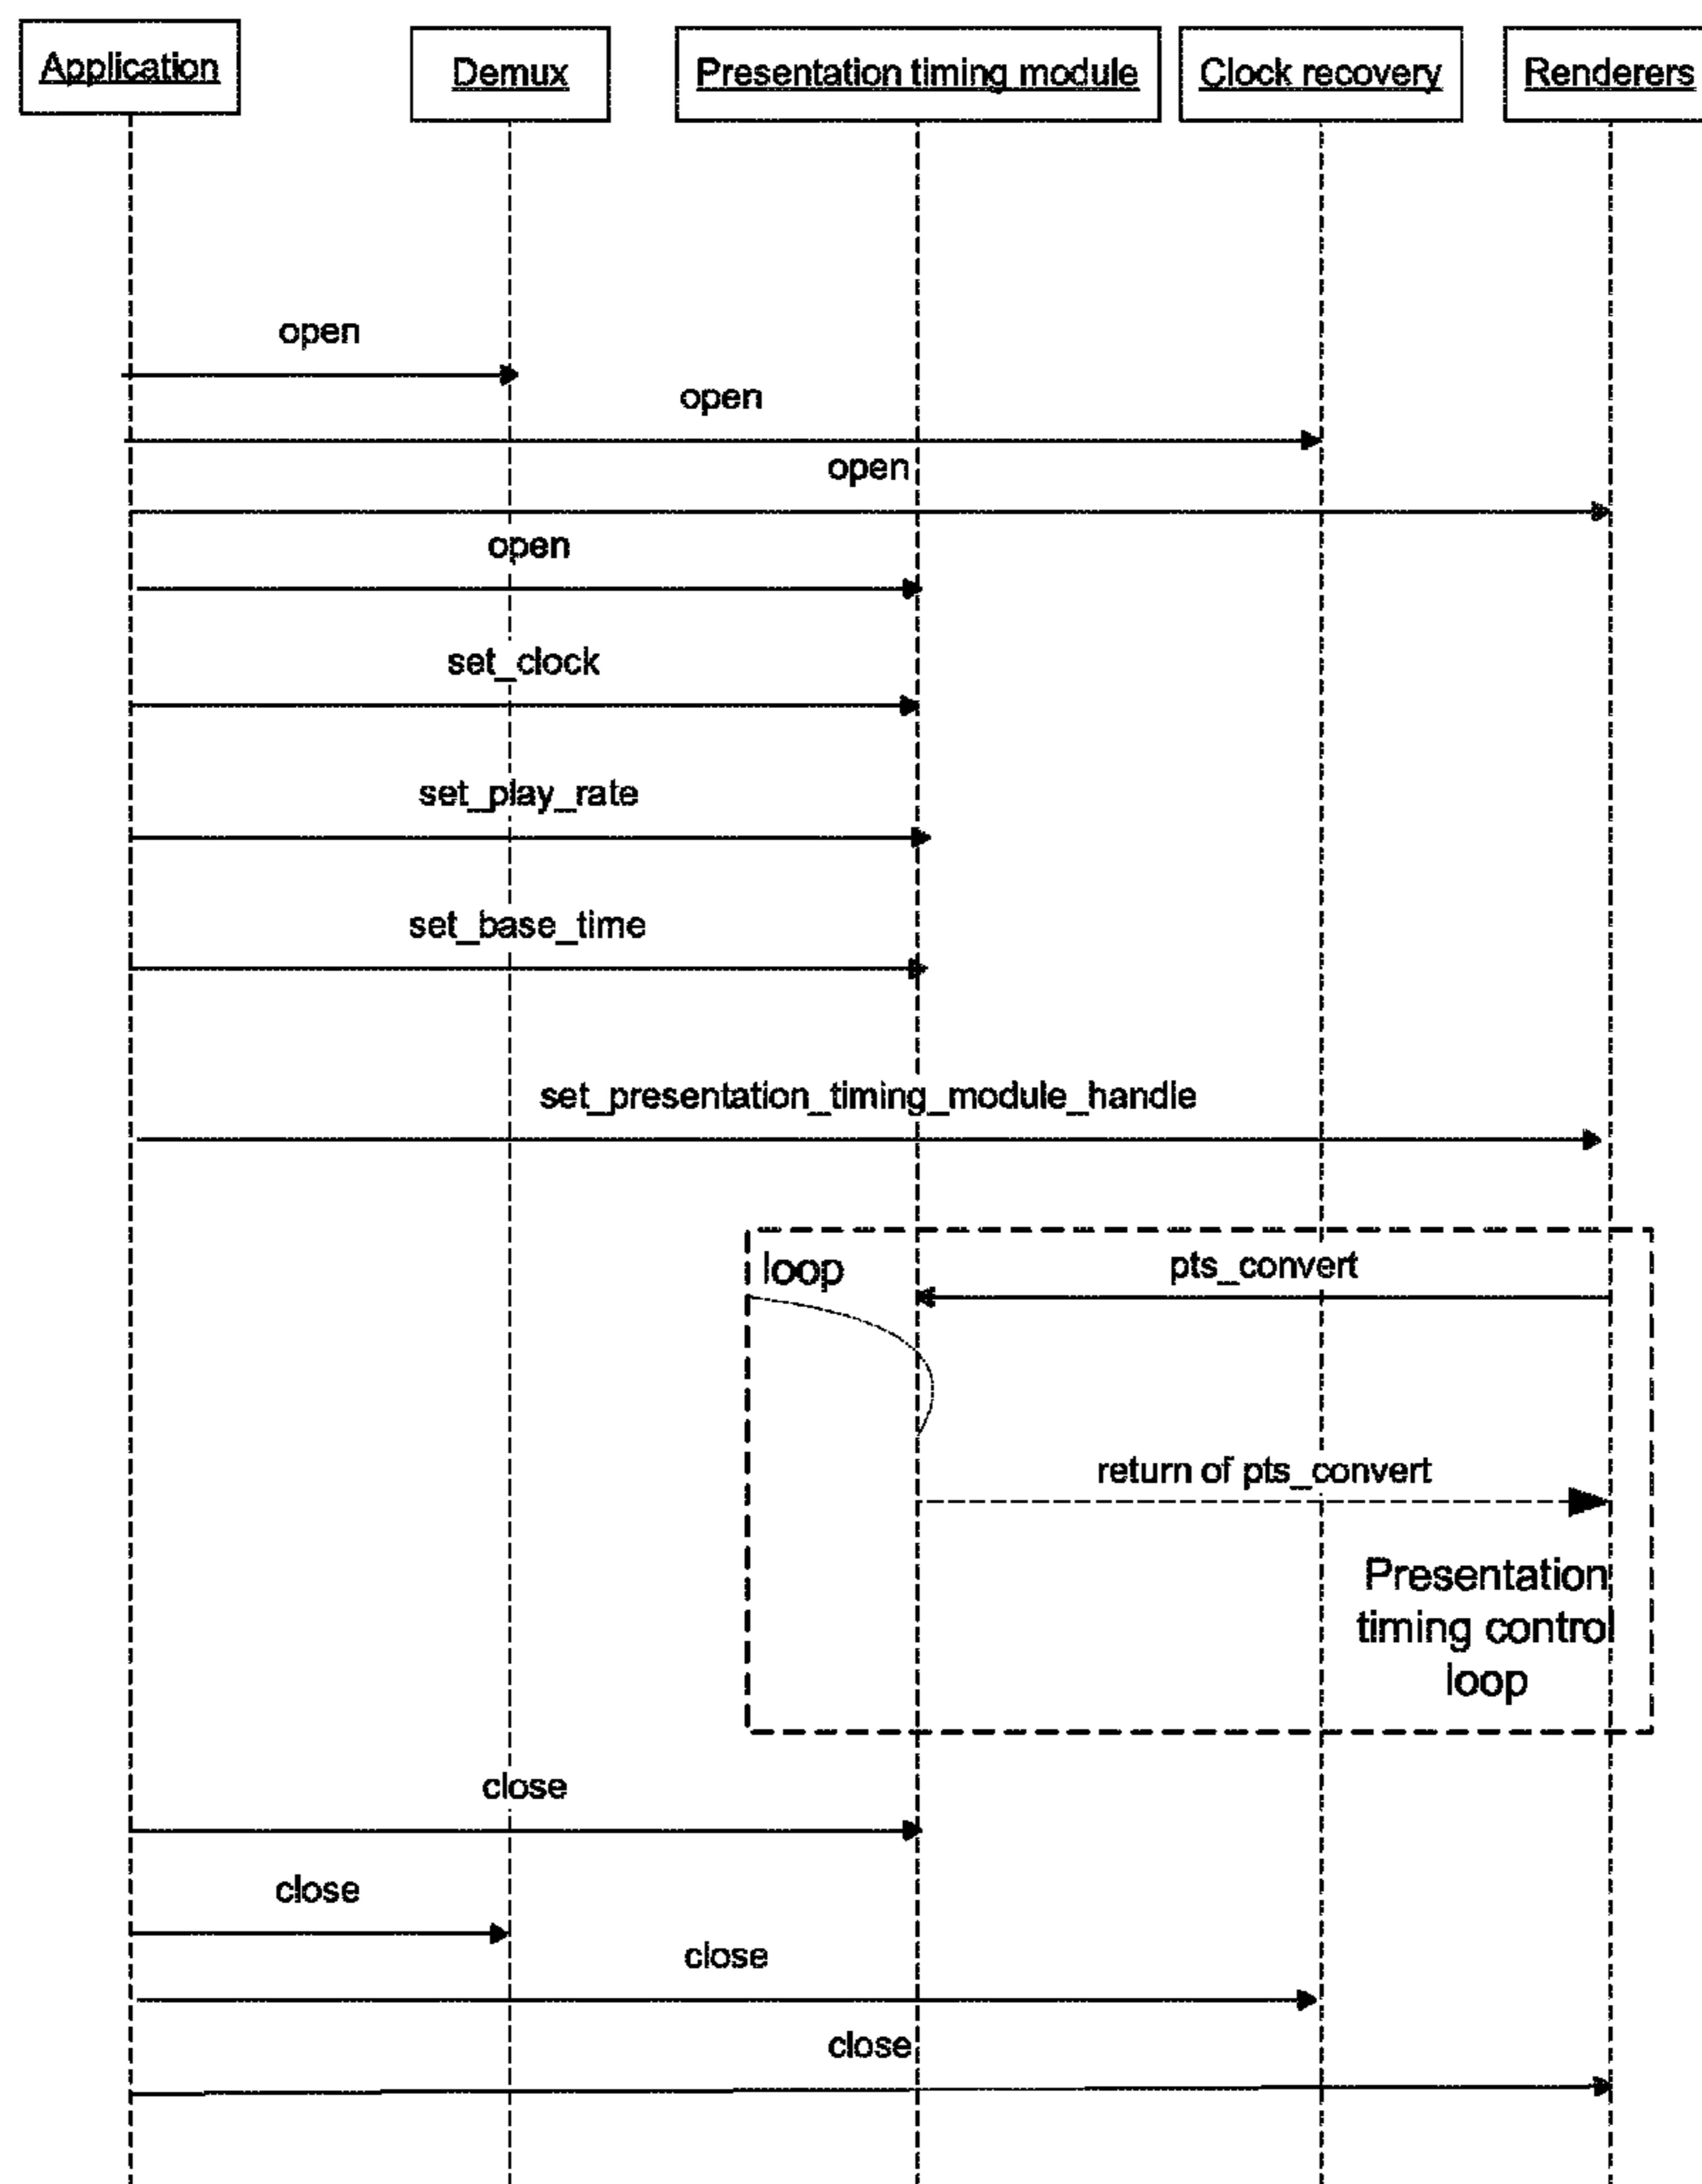 Application
Demux
Presentation timing module
Clock recovery
Renderers
open
open
open
open
set_clock
set_play_rate
set_base_time
set_presentation_timing_module_handle
loop
pts_convert
return of pts_convert
Presentation
timing control
loop
close
close
close
close